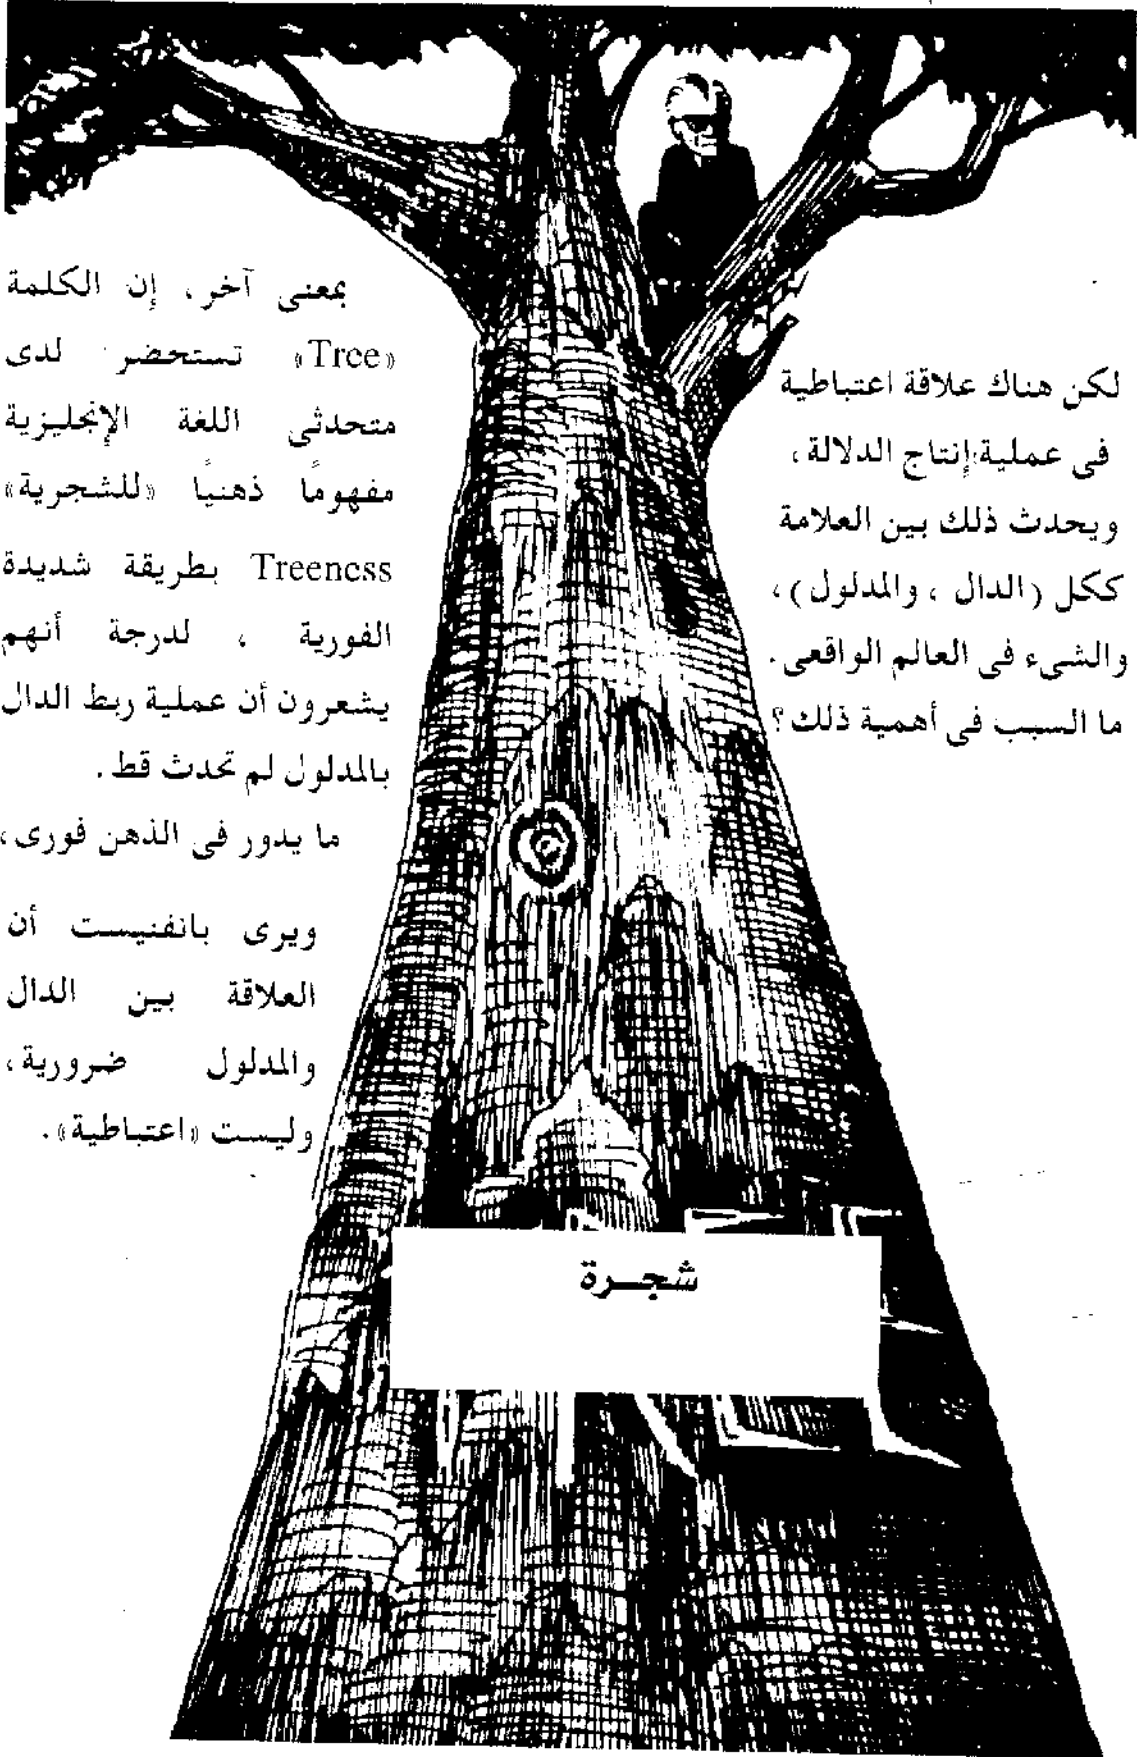 بمعنى آخر، إن الكلمة
«Tree» تستحضر لدى
متحدثى اللغة الإنجليزية
مفهومًا ذهنيًا «للشجرية»
Treeness بطريقة شديدة
الفورية ، لدرجة أنهم
يشعرون أن عملية ربط الدال
بالمدلول لم تحدث قط.
ما يدور فى الذهن فورى،
ويرى بانفنيست أن
العلاقة بين الدال
والمدلول ضرورية،
وليست «اعتباطية».
لكن هناك علاقة اعتباطية
فى عملية إنتاج الدلالة،
ويحدث ذلك بين العلامة
ككل (الدال ، والمدلول)،
والشىء فى العالم الواقعى.
ما السبب فى أهمية ذلك؟
شجرة